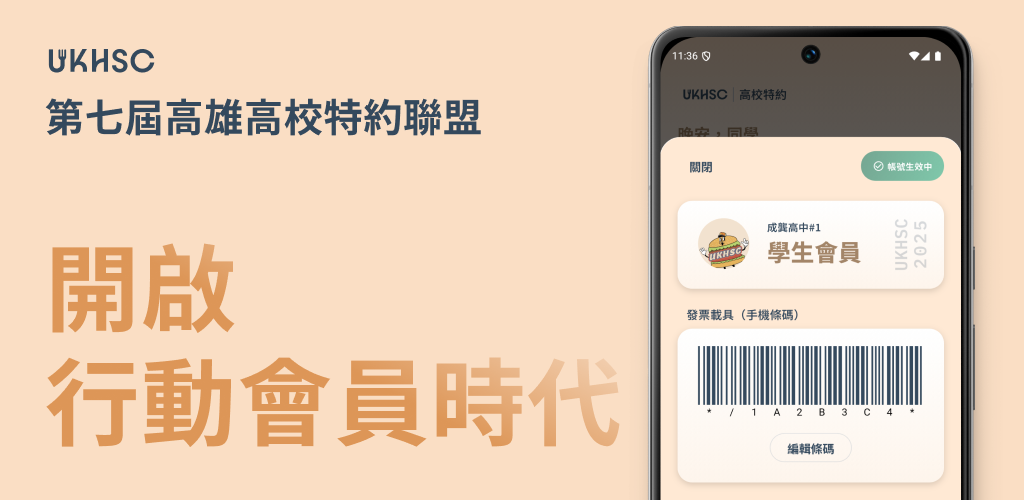 UKHSC
第七屆高雄高校特約聯盟
開啟
行動會員時代
11:36
UKHSC 高校特約
晚安，同學
關閉
帳號生效中
成龔高中#1
學生會員
UKHSC
2025
UKHSC
發票載具（手機條碼）
* / 1 A 2 B 3 C 4 *
編輯條碼